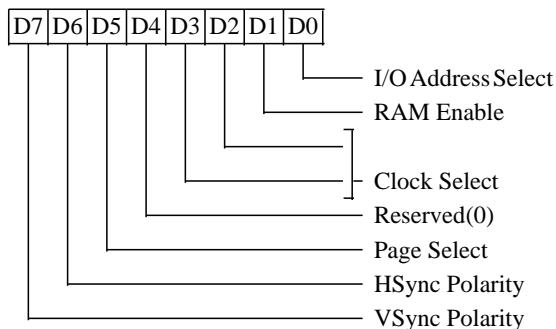 D7 D6 D5 D4 D3 D2 D1 D0
I/O Address Select
RAM Enable
Clock Select
Reserved(0)
Page Select
HSync Polarity
VSync Polarity